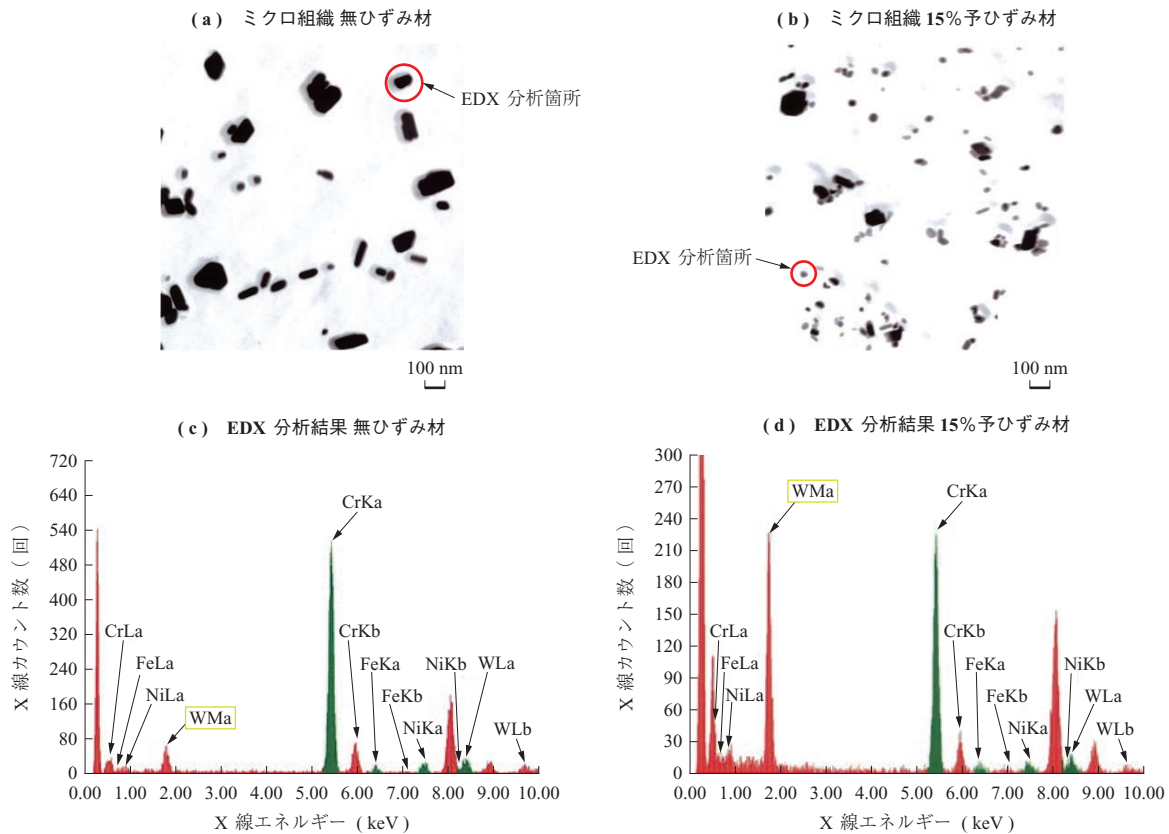 ( a ) ミクロ組織 無ひずみ材
EDX 分析箇所
100 nm
( b ) ミクロ組織 15%予ひずみ材
EDX 分析箇所
100 nm
( c ) EDX 分析結果 無ひずみ材
X 線カウント数 ( 回 )
720
640
540
480
400
320
240
160
80
0
CrLa
FeLa
NiLa
WMa
CrKa
CrKb
FeKa
FeKb
NiKa
NiKb
WLa
WLb
0.00 1.00 2.00 3.00 4.00 5.00 6.00 7.00 8.00 9.00 10.00
X 線エネルギー ( keV )
( d ) EDX 分析結果 15%予ひずみ材
X 線カウント数 ( 回 )
300
270
240
210
180
150
120
90
60
30
0
CrLa
FeLa
NiLa
WMa
CrKa
CrKb
FeKa
FeKb
NiKa
NiKb
WLa
WLb
0.00 1.00 2.00 3.00 4.00 5.00 6.00 7.00 8.00 9.00 10.00
X 線エネルギー ( keV )